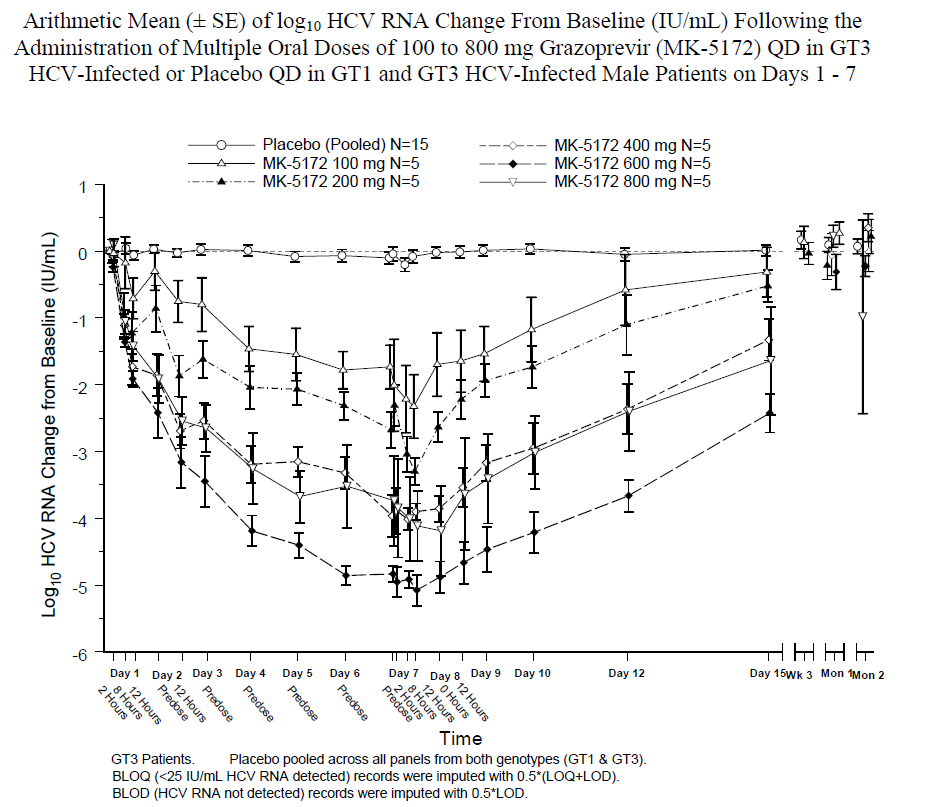 Arithmetic Mean (± SE) of log10 HCV RNA Change From Baseline (IU/mL) Following the
Administration of Multiple Oral Doses of 100 to 800 mg Grazoprevir (MK-5172) QD in GT3
HCV-Infected or Placebo QD in GT1 and GT3 HCV-Infected Male Patients on Days 1 - 7
Placebo (Pooled) N=15
MK-5172 100 mg N=5
MK-5172 200 mg N=5
MK-5172 400 mg N=5
MK-5172 600 mg N=5
MK-5172 800 mg N=5
Log10 HCV RNA Change from Baseline (IU/mL)
1
0
-1
-2
-3
-4
-5
-6
Day 1
Day 2
Day 3
Day 4
Day 5
Day 6
Day 7
Day 8
Day 9
Day 10
Day 12
Day 15
Wk 3
Mon 1
Mon 2
2 Hours
8 Hours
12 Hours
Predose
12 Hours
Predose
Predose
Predose
Predose
Predose
2 Hours
8 Hours
12 Hours
0 Hours
12 Hours
Time
GT3 Patients. Placebo pooled across all panels from both genotypes (GT1 & GT3).
BLOQ (<25 IU/mL HCV RNA detected) records were imputed with 0.5*(LOQ+LOD).
BLOD (HCV RNA not detected) records were imputed with 0.5*LOD.